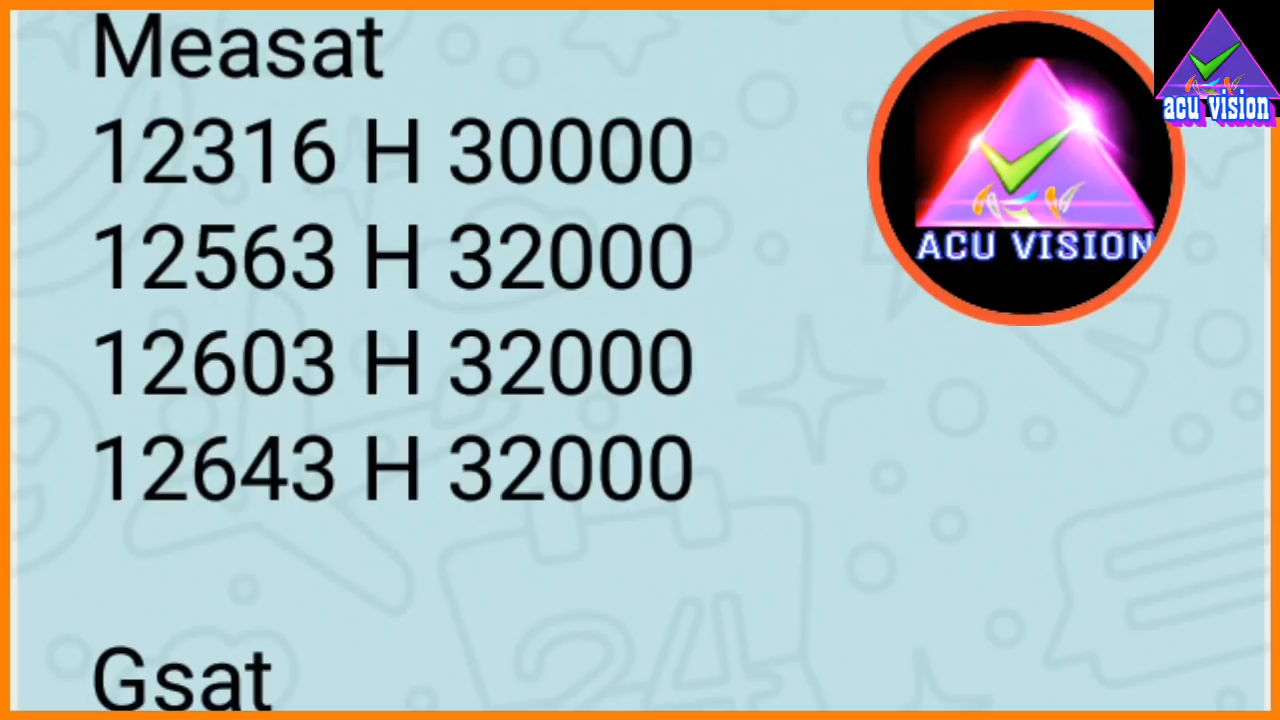 Measat
12316 H 30000
12563 H 32000
12603 H 32000
12643 H 32000
Gsat
ACU VISION
acu vision